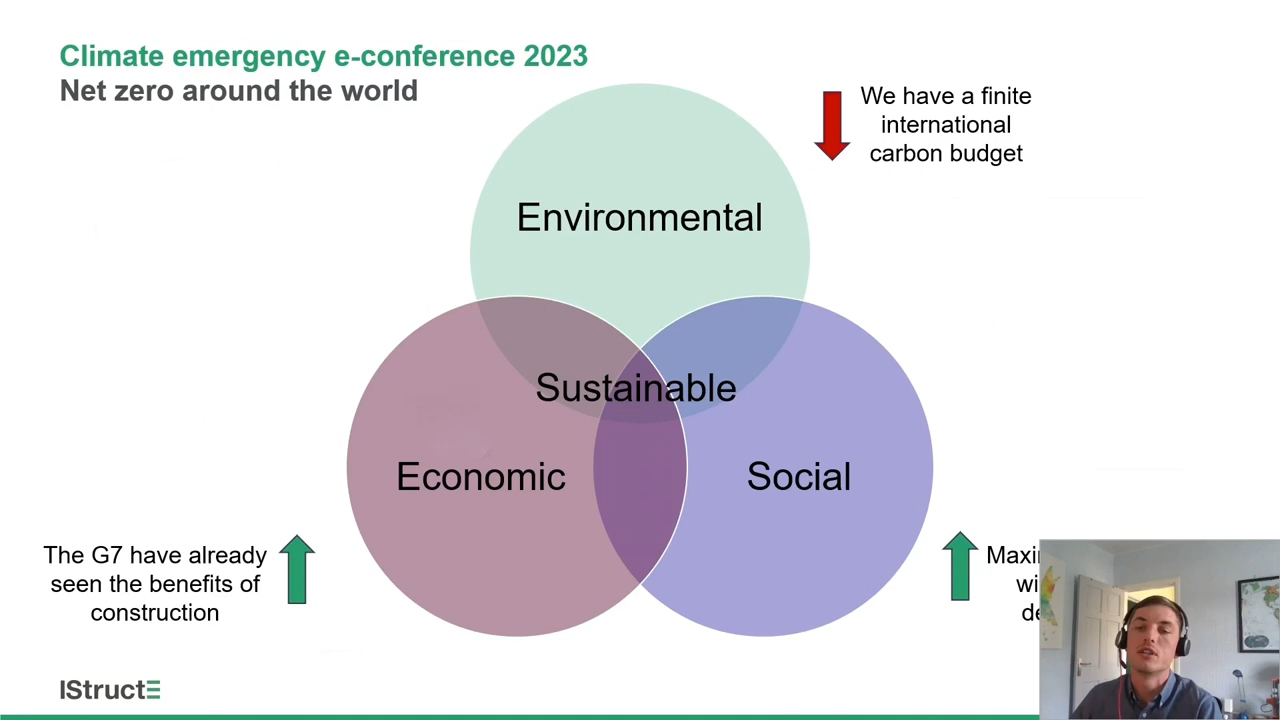 Climate emergency e-conference 2023
Net zero around the world
We have a finite
international
carbon budget
Environmental
Sustainable
Economic
Social
The G7 have already
seen the benefits of
construction
IStructE